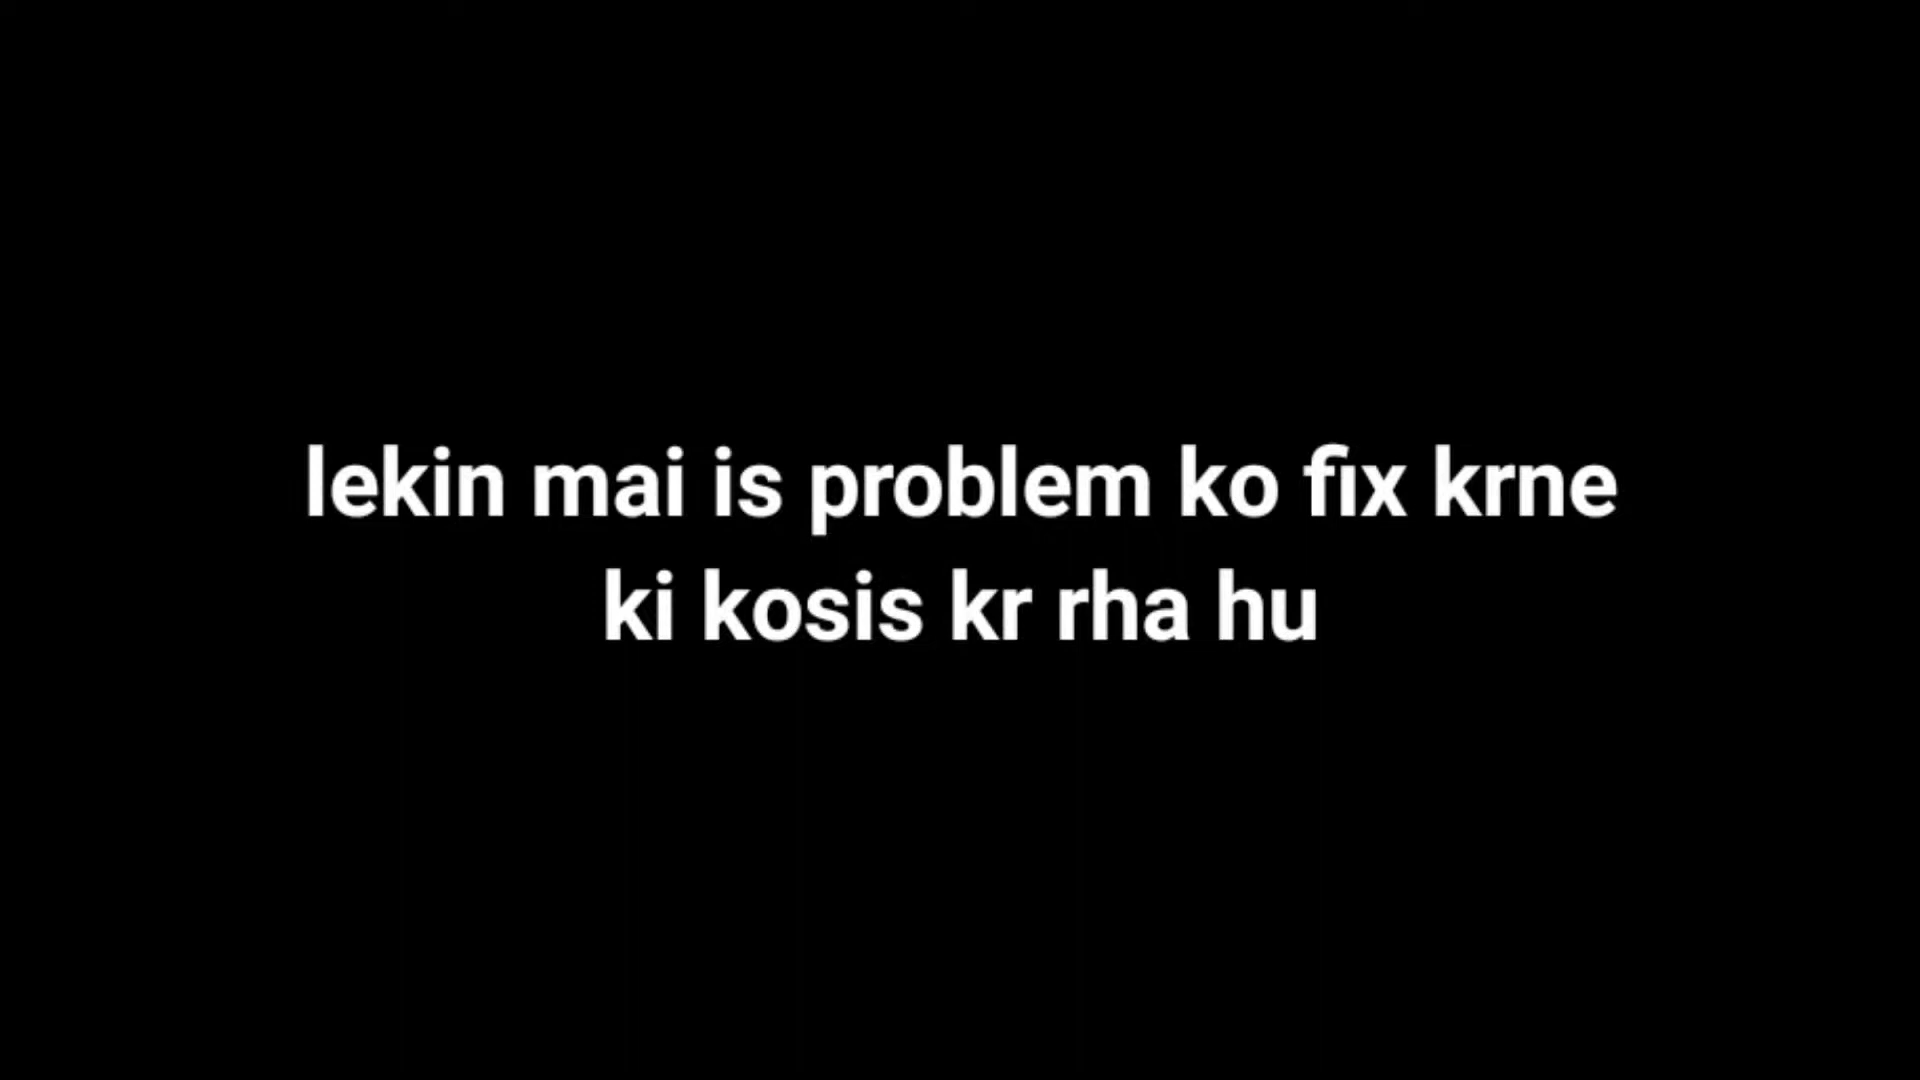 lekin mai is problem ko fix krne
ki kosis kr rha hu